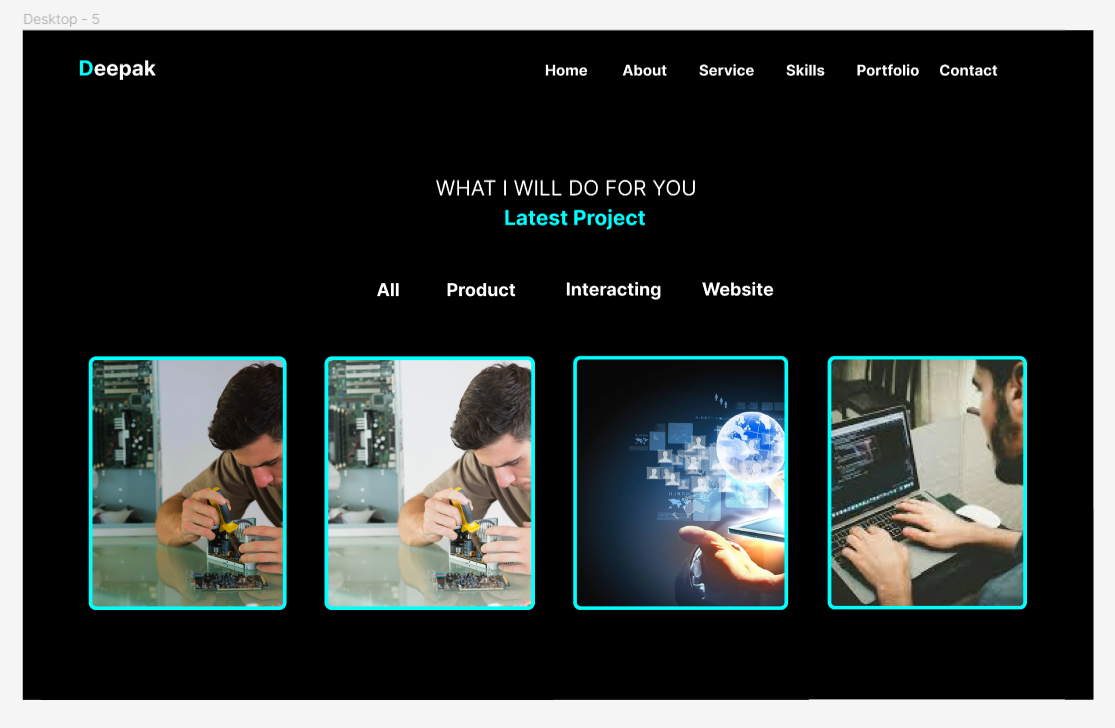 Desktop - 5
Deepak
Home About Service Skills Portfolio Contact
WHAT I WILL DO FOR YOU
Latest Project
All Product Interacting Website